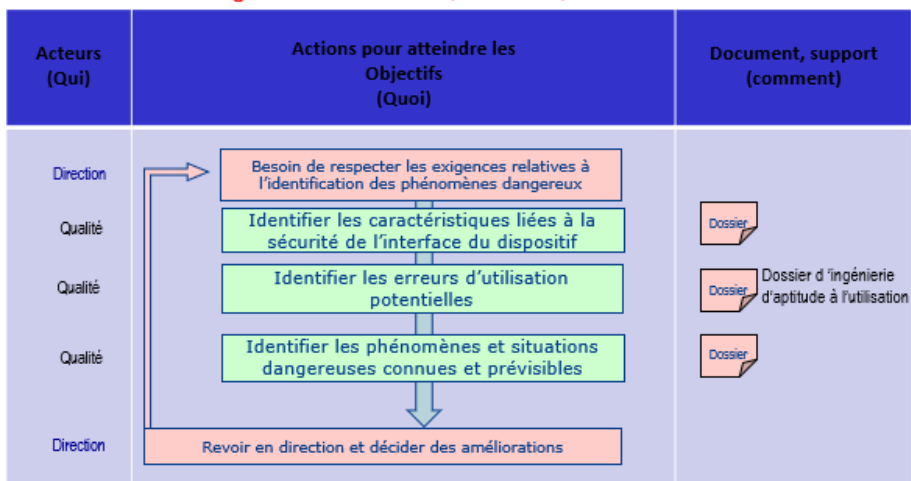 Acteurs
(Qui)
Actions pour atteindre les
Objectifs
(Quoi)
Document, support
(comment)
Direction
Besoin de respecter les exigences relatives à
l'identification des phénomènes dangereux
Qualité
Identifier les caractéristiques liées à la
sécurité de l'interface du dispositif
Dossier
Qualité
Identifier les erreurs d'utilisation
potentielles
Dossier
Dossier d 'ingénierie
d'aptitude à l'utilisation
Qualité
Identifier les phénomènes et situations
dangereuses connues et prévisibles
Dossier
Direction
Revoir en direction et décider des améliorations